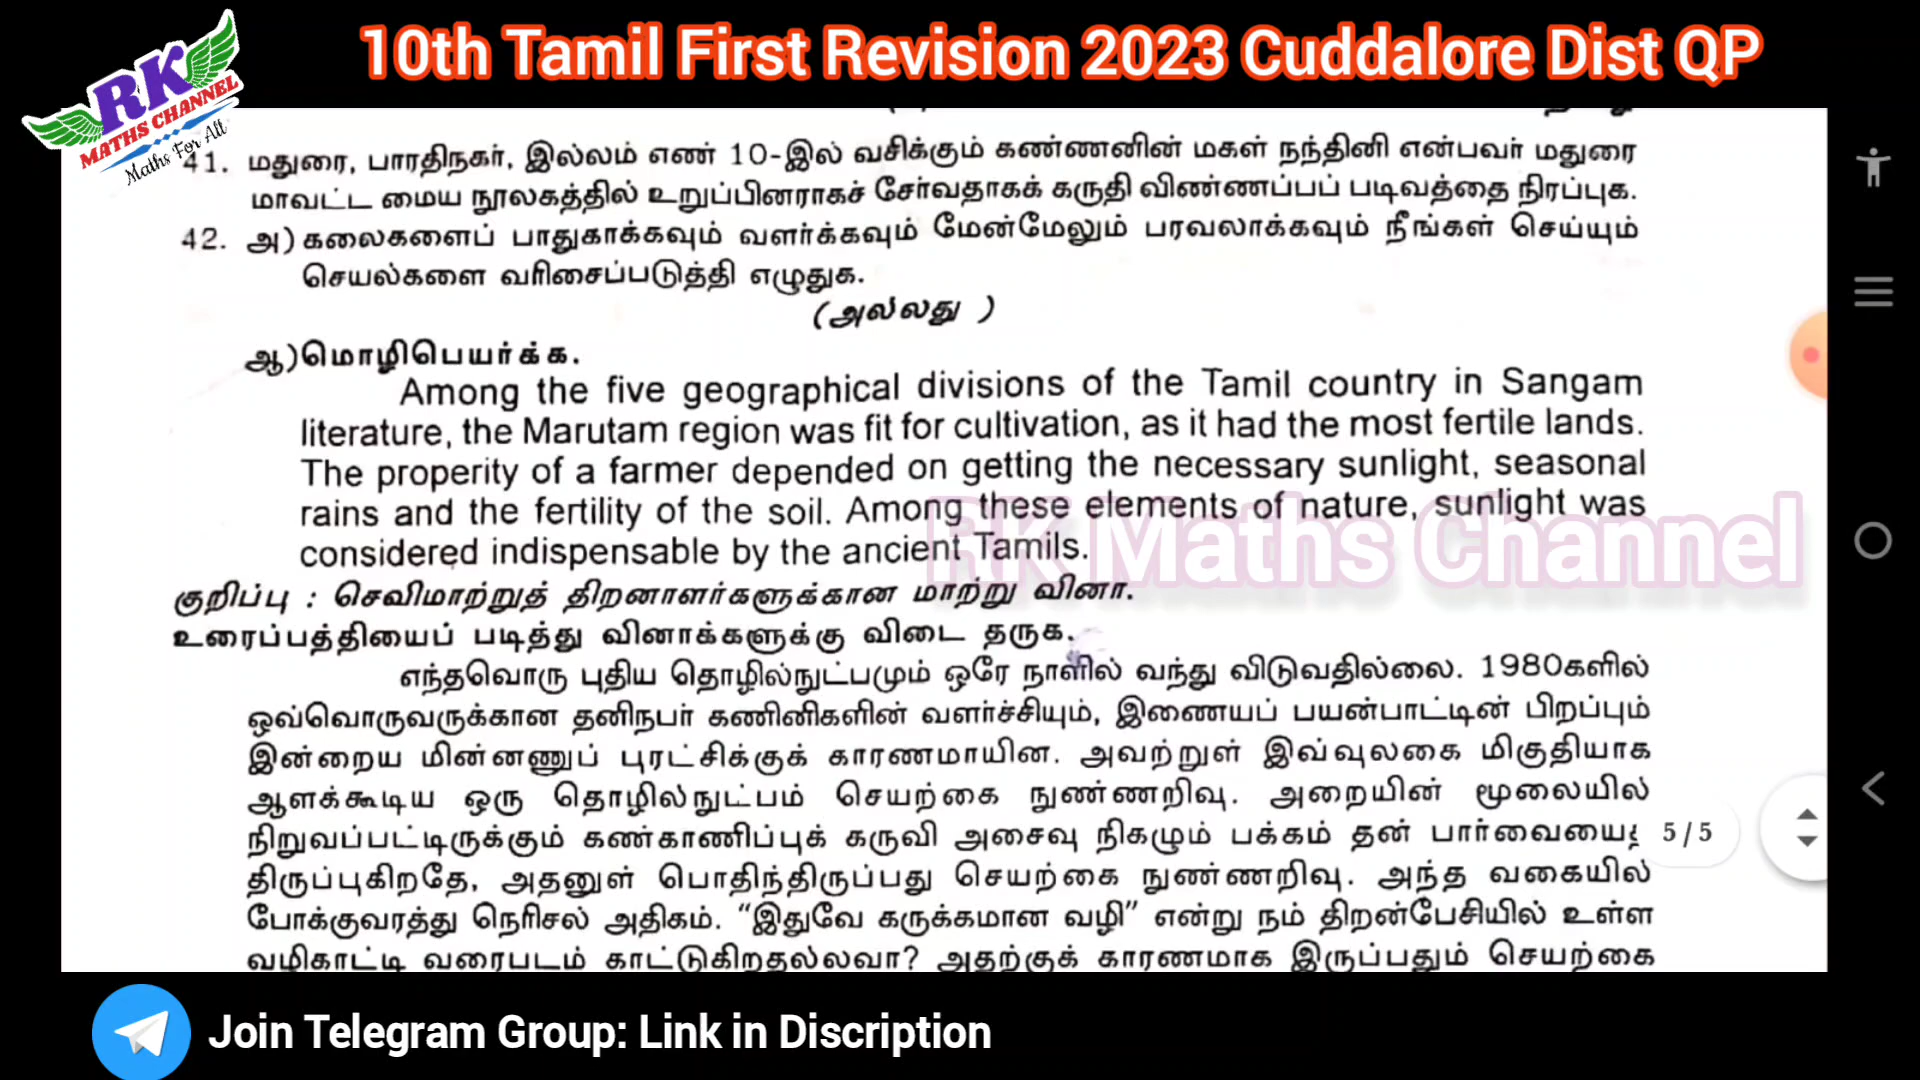 10th Tamil First Revision 2023 Cuddalore Dist QP
RK
MATHS CHANNEL
Maths For All
41. மதுரை, பாரதிநகர், இல்லம் எண் 10-இல் வசிக்கும் கண்ணனின் மகள் நந்தினி என்பவர் மதுரை
மாவட்ட மைய நூலகத்தில் உறுப்பினராகச் சேர்வதாகக் கருதி விண்ணப்பப் படிவத்தை நிரப்புக.
42. அ) கலைகளைப் பாதுகாக்கவும் வளர்க்கவும் மேன்மேலும் பரவலாக்கவும் நீங்கள் செய்யும்
செயல்களை வரிசைப்படுத்தி எழுதுக.
(அல்லது )
ஆ)மொழிபெயர்க்க.
Among the five geographical divisions of the Tamil country in Sangam
literature, the Marutam region was fit for cultivation, as it had the most fertile lands.
The properity of a farmer depended on getting the necessary sunlight, seasonal
rains and the fertility of the soil. Among these elements of nature, sunlight was
considered indispensable by the ancient Tamils.
RK Maths Channel
குறிப்பு : செவிமாற்றுத் திறனாளர்களுக்கான மாற்று வினா.
உரைப்பத்தியைப் படித்து வினாக்களுக்கு விடை தருக.
எந்தவொரு புதிய தொழில்நுட்பமும் ஒரே நாளில் வந்து விடுவதில்லை. 1980களில்
ஒவ்வொருவருக்கான தனிநபர் கணினிகளின் வளர்ச்சியும், இணையப் பயன்பாட்டின் பிறப்பும்
இன்றைய மின்னணுப் புரட்சிக்குக் காரணமாயின. அவற்றுள் இவ்வுலகை மிகுதியாக
ஆளக்கூடிய ஒரு தொழில்நுட்பம் செயற்கை நுண்ணறிவு. அறையின் மூலையில்
நிறுவப்பட்டிருக்கும் கண்காணிப்புக் கருவி அசைவு நிகழும் பக்கம் தன்
5/5
திருப்புகிறதே, அதனுள் பொதிந்திருப்பது செயற்கை நுண்ணறிவு. அந்த வகையில்
போக்குவரத்து நெரிசல் அதிகம். “இதுவே சுருக்கமான வழி” என்று நம் திறன்பேசியில் உள்ள
வழிகாட்டி வரைபடம் காட்டுகிறதல்லவா? அதற்குக் காரணமாக இருப்பதும் செயற்கை
Join Telegram Group: Link in Discription